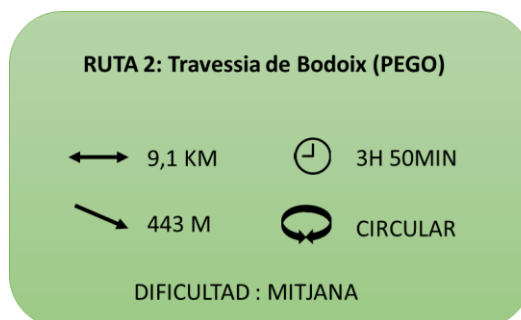 RUTA 2: Travessia de Bodoix (PEGO)
9,1 KM
3H 50MIN
443 M
CIRCULAR
DIFICULTAD : MITJANA